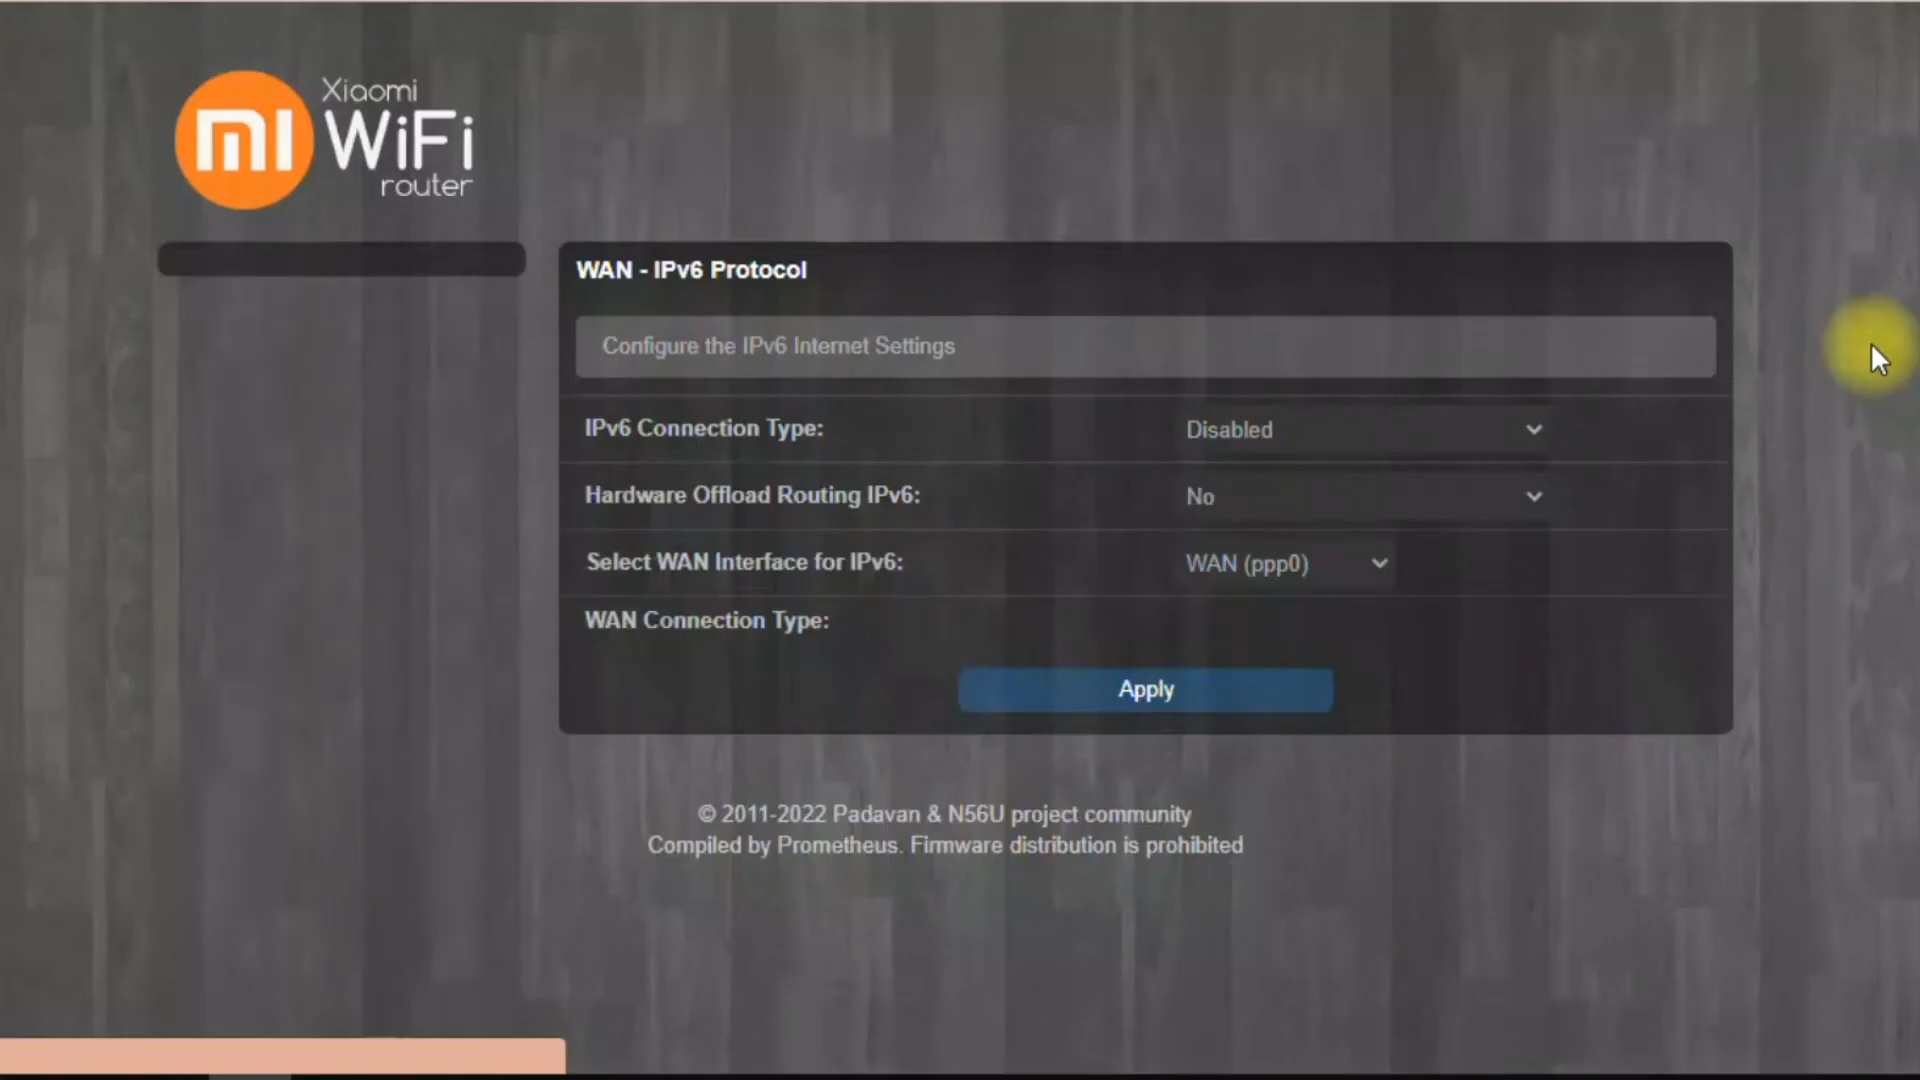 Xiaomi
MI WiFi
router
WAN - IPv6 Protocol
Configure the IPv6 Internet Settings
IPv6 Connection Type: Disabled
Hardware Offload Routing IPv6: No
Select WAN Interface for IPv6: WAN (ppp0)
WAN Connection Type:
Apply
© 2011-2022 Padavan & N56U project community
Compiled by Prometheus. Firmware distribution is prohibited